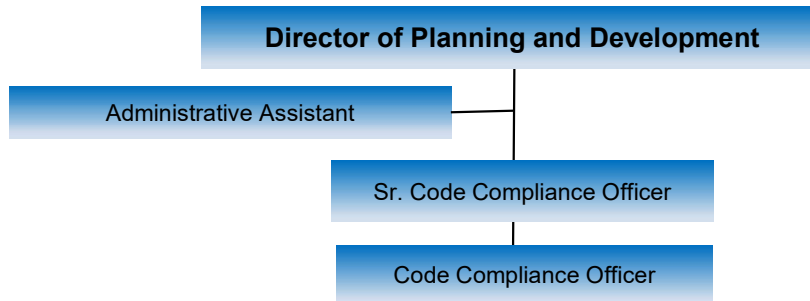 Director of Planning and Development
Administrative Assistant
Sr. Code Compliance Officer
Code Compliance Officer